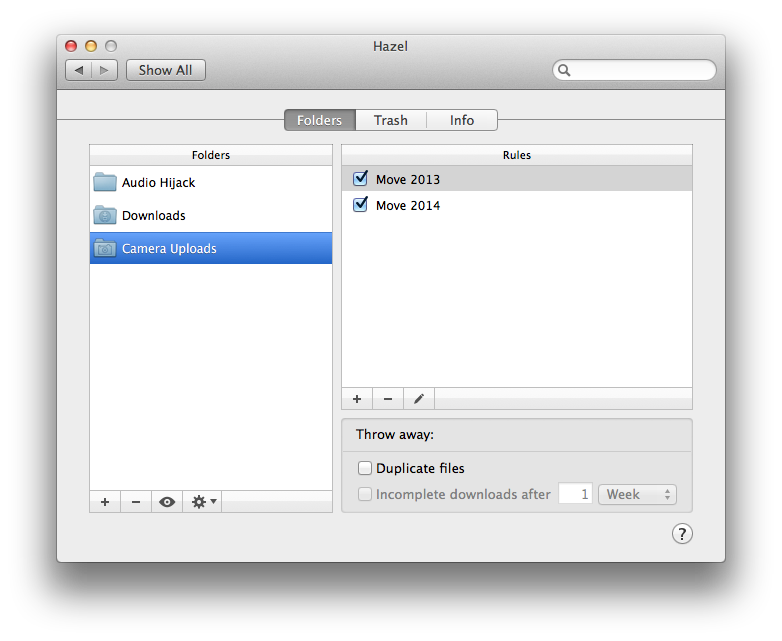 Hazel
Show All
Folders Trash Info
Folders
Audio Hijack
Downloads
Camera Uploads
Rules
Move 2013
Move 2014
Throw away:
Duplicate files
Incomplete downloads after 1 Week
?